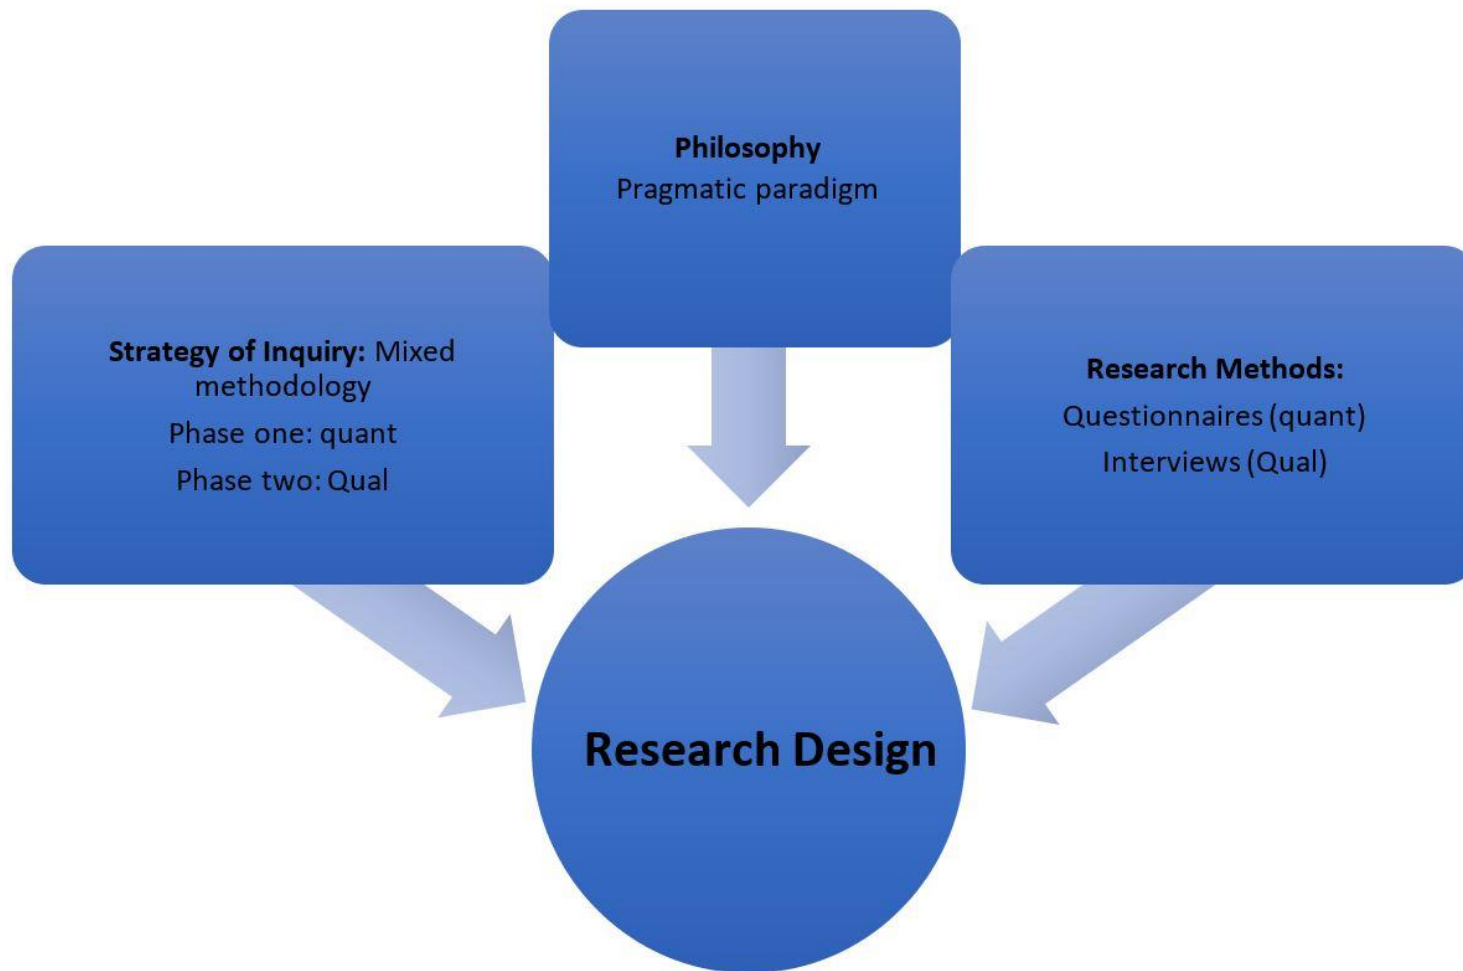 Philosophy
Pragmatic paradigm
Strategy of Inquiry: Mixed
methodology
Phase one: quant
Phase two: Qual
Research Methods:
Questionnaires (quant)
Interviews (Qual)
Research Design